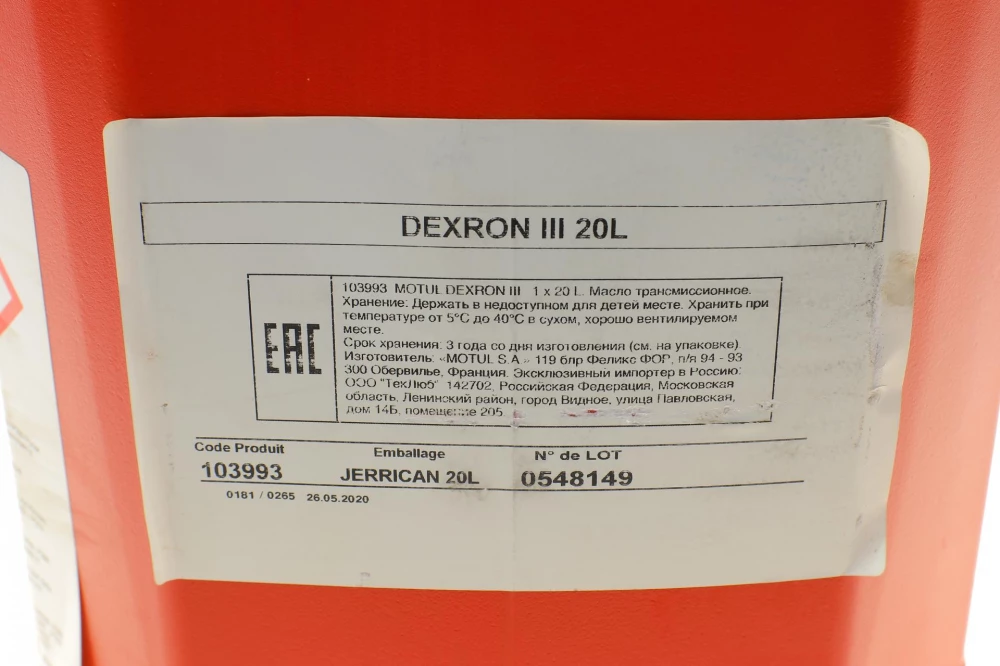 DEXRON III 20L
103993 MOTUL DEXRON III 1 x 20 L. Масло трансмиссионное.
Хранение: Держать в недоступном для детей месте. Хранить при
температуре от 5°C до 40°C в сухом, хорошо вентилируемом
месте.
Срок хранения: 3 года со дня изготовления (см. на упаковке).
Изготовитель: «MOTUL S.A.» 119 блр Феликс ФОР, п/я 94 - 93
300 Обервилье, Франция. Эксклюзивный импортер в Россию:
ООО "ТехЛюб" 142702, Российская Федерация, Московская
область, Ленинский район, город Видное, улица Павловская,
дом 14Б, помещение 205
EAC
Code Produit Emballage N° de LOT
103993 JERRICAN 20L 0548149
0181 / 0265 26.05.2020